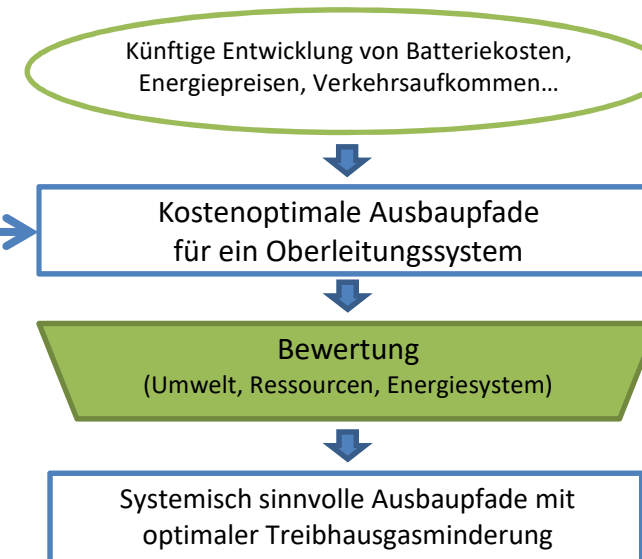 Künftige Entwicklung von Batteriekosten,
Energiepreisen, Verkehrsaufkommen…
Kostenoptimale Ausbaupfade
für ein Oberleitungssystem
Bewertung
(Umwelt, Ressourcen, Energiesystem)
Systemisch sinnvolle Ausbaupfade mit
optimaler Treibhausgasminderung